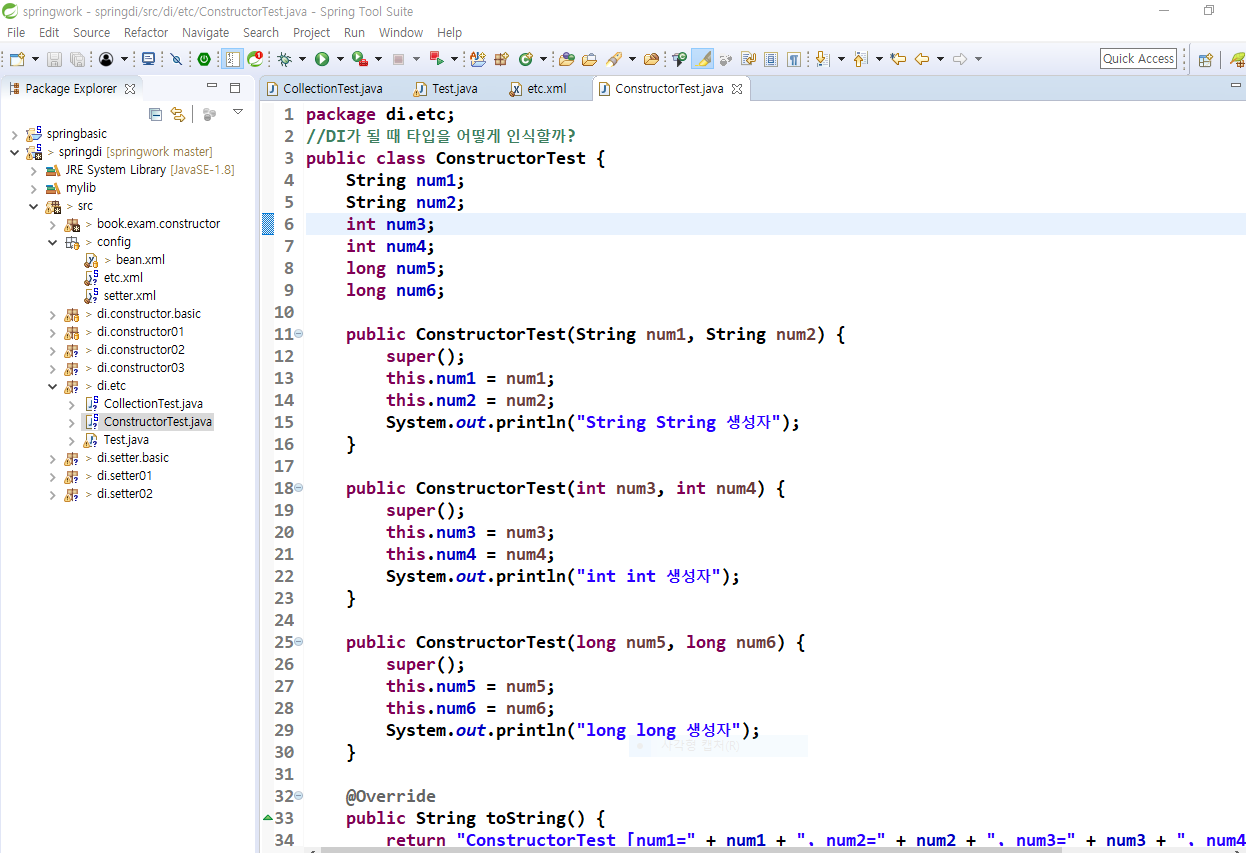 springwork - springdi/src/di/etc/ConstructorTest.java - Spring Tool Suite
File Edit Source Refactor Navigate Search Project Run Window Help
Quick Access
Package Explorer
CollectionTest.java Test.java etc.xml ConstructorTest.java
springbasic
> springdi [springwork master]
JRE System Library [JavaSE-1.8]
mylib
> src
> book.exam.constructor
> config
> bean.xml
etc.xml
setter.xml
> di.constructor.basic
> di.constructor01
> di.constructor02
> di.constructor03
> di.etc
CollectionTest.java
ConstructorTest.java
Test.java
> di.setter.basic
> di.setter01
> di.setter02
1 package di.etc;
2 //DI가 될 때 타입을 어떻게 인식할까?
3 public class ConstructorTest {
4 String num1;
5 String num2;
6 int num3;
7 int num4;
8 long num5;
9 long num6;
10
11 public ConstructorTest(String num1, String num2) {
12 super();
13 this.num1 = num1;
14 this.num2 = num2;
15 System.out.println("String String 생성자");
16 }
17
18 public ConstructorTest(int num3, int num4) {
19 super();
20 this.num3 = num3;
21 this.num4 = num4;
22 System.out.println("int int 생성자");
23 }
24
25 public ConstructorTest(long num5, long num6) {
26 super();
27 this.num5 = num5;
28 this.num6 = num6;
29 System.out.println("long long 생성자");
30 }
31
32 @Override
33 public String toString() {
34 return "ConstructorTest [num1=" + num1 + ", num2=" + num2 + ", num3=" + num3 + ", num4